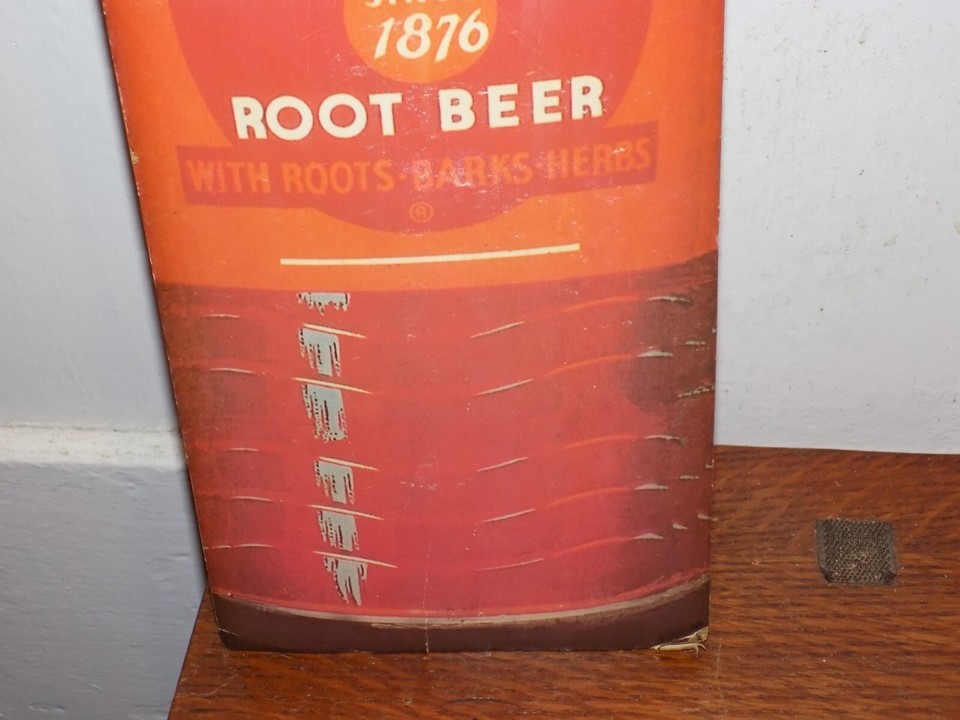 1876
ROOT BEER
WITH ROOTS-BARKS-HERBS
®